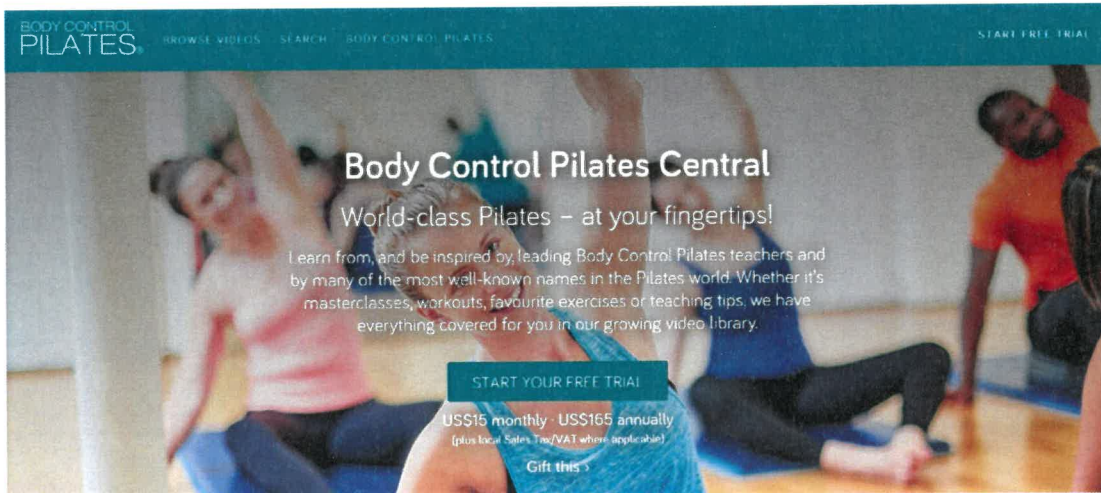 BODY CONTROL
PILATES®
BROWSE VIDEOS SEARCH BODY CONTROL PILATES
START FREE TRIAL
Body Control Pilates Central
World-class Pilates – at your fingertips!
Learn from, and be inspired by, leading Body Control Pilates teachers and
by many of the most well-known names in the Pilates world. Whether it's
masterclasses, workouts, favourite exercises or teaching tips, we have
everything covered for you in our growing video library.
START YOUR FREE TRIAL
US$15 monthly · US$165 annually
(plus local Sales Tax/VAT where applicable)
Gift this ›